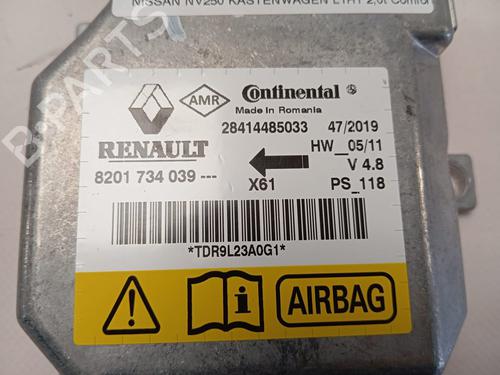 NISSAN NV250 KASTENWAGEN L1H1 2,0t Comfor
AMR
Continental
Made in Romania
28414485033 47/2019
RENAULT
HW__05/11
V 4.8
8201 734 039 ---
X61
PS_118
*TDR9L23A0G1*
AIRBAG
B-PARTS